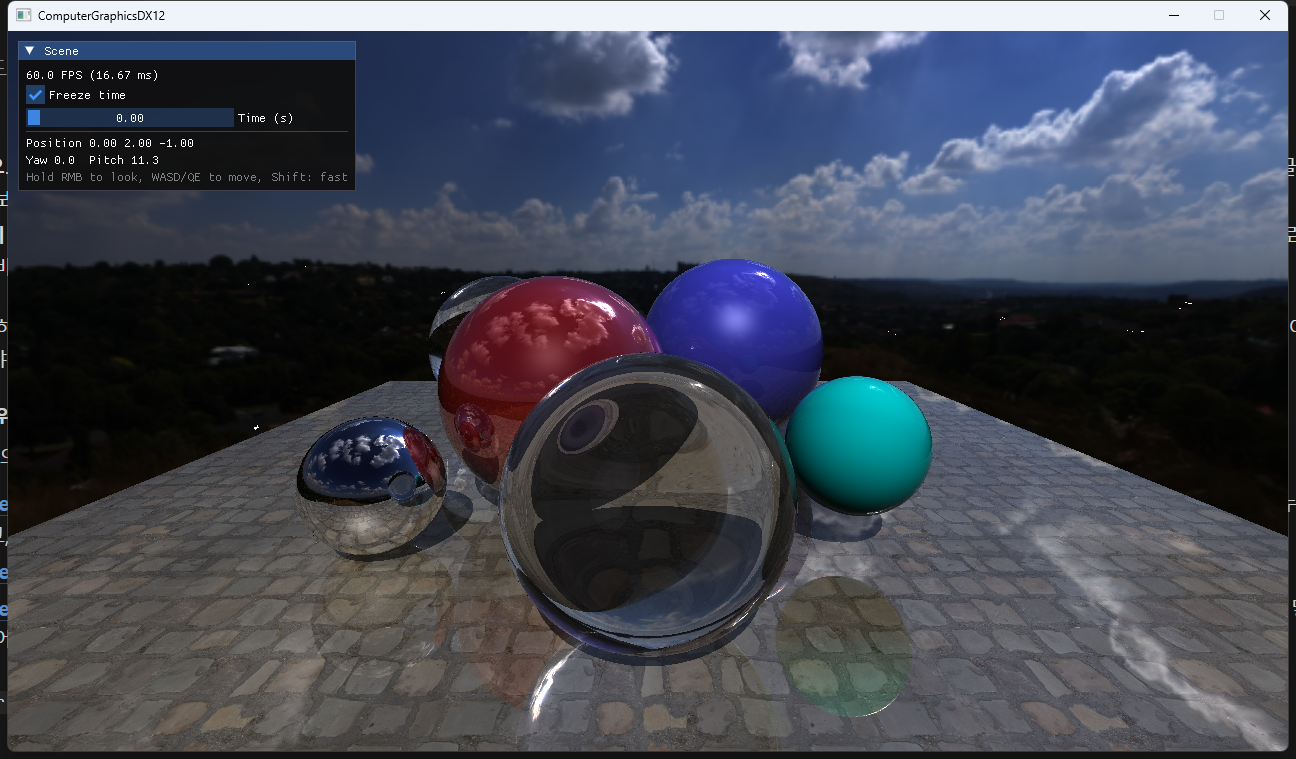 ComputerGraphicsDX12
Scene
60.0 FPS (16.67 ms)
Freeze time
0.00 Time (s)
Position 0.00 2.00 -1.00
Yaw 0.0 Pitch 11.3
Hold RMB to look, WASD/QE to move, Shift: fast